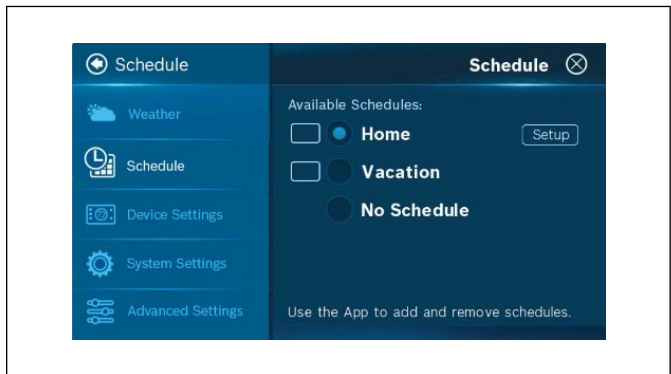 Schedule
Schedule
Weather
Schedule
Device Settings
System Settings
Advanced Settings
Available Schedules:
Home
Setup
Vacation
No Schedule
Use the App to add and remove schedules.